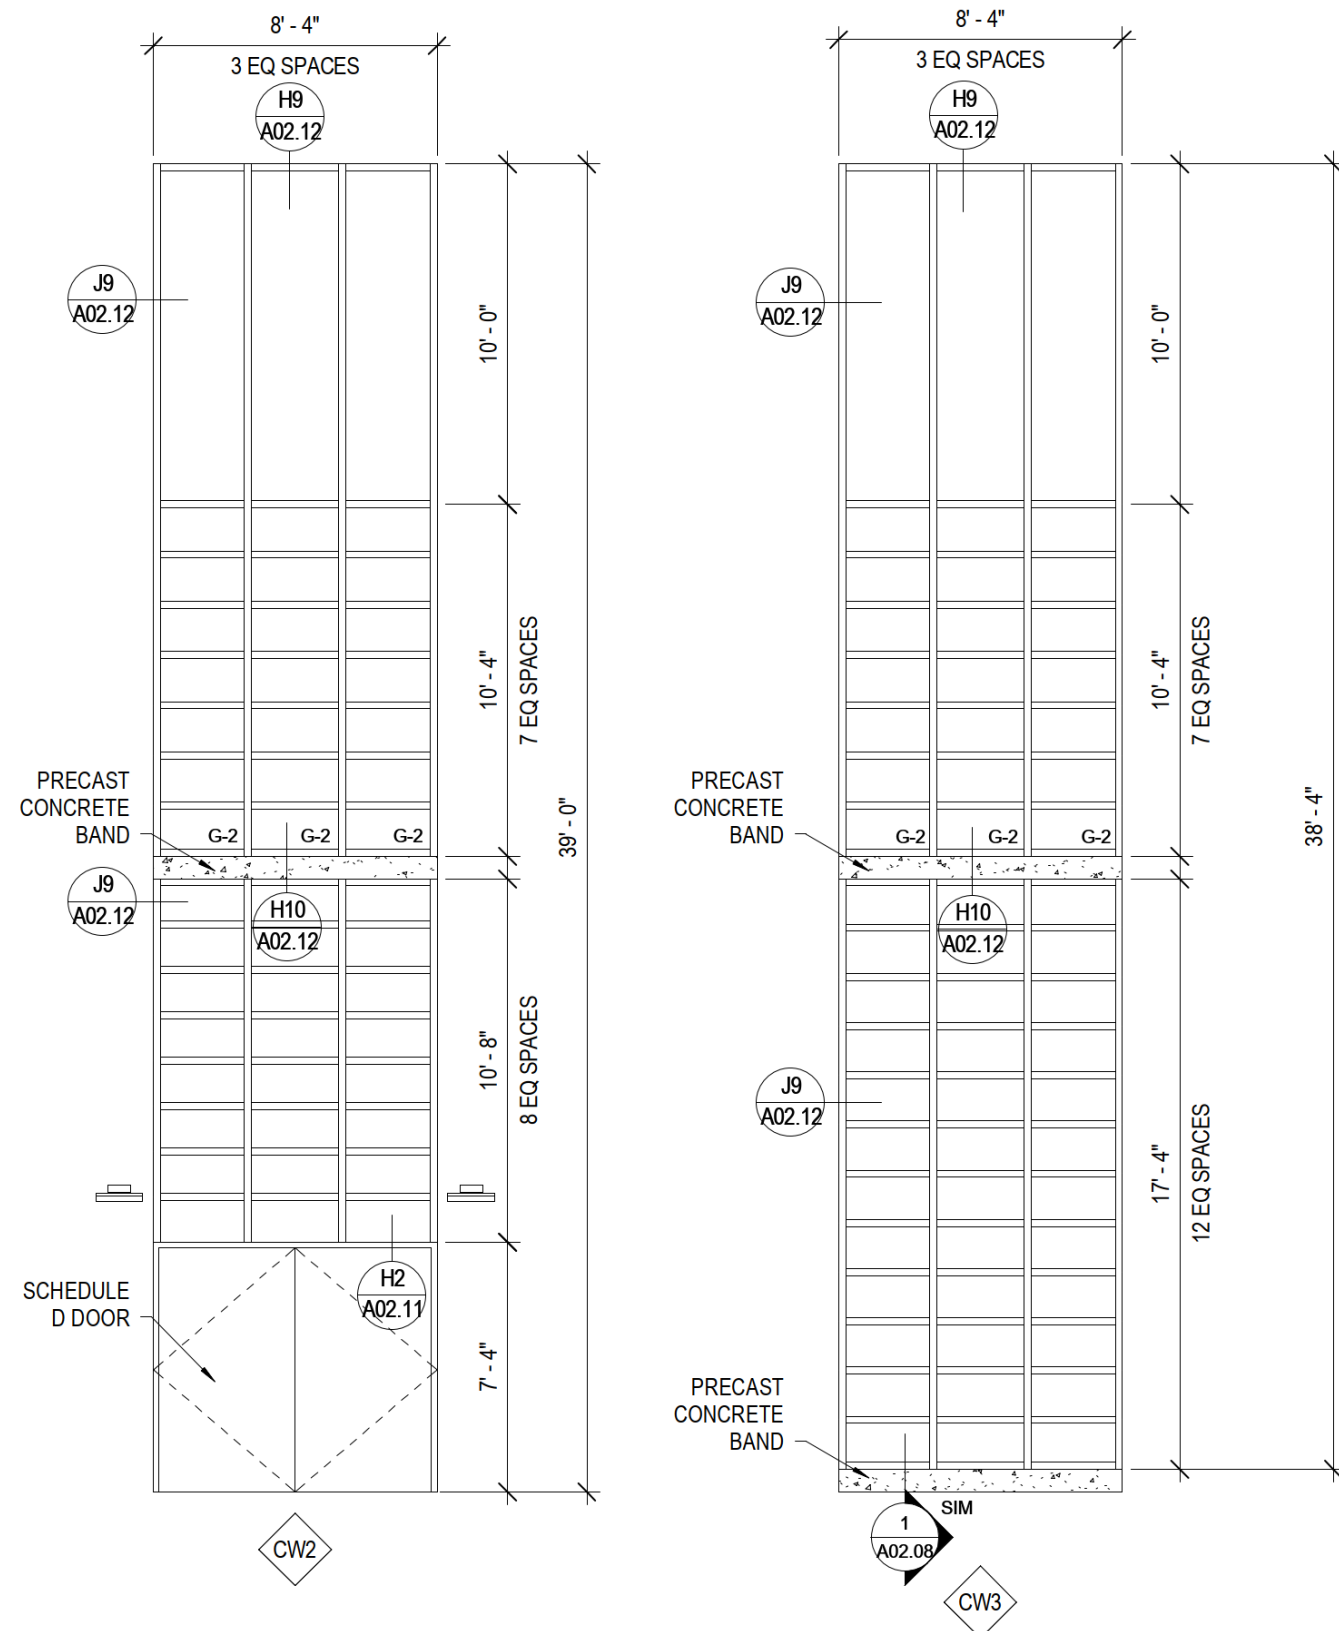 8' - 4"
3 EQ SPACES
H9
A02.12
J9
A02.12
10' - 0"
10' - 4"
7 EQ SPACES
39' - 0"
PRECAST
CONCRETE
BAND
G-2
G-2
G-2
J9
A02.12
H10
A02.12
10' - 8"
8 EQ SPACES
SCHEDULE
D DOOR
H2
A02.11
7' - 4"
CW2
8' - 4"
3 EQ SPACES
H9
A02.12
J9
A02.12
10' - 0"
10' - 4"
7 EQ SPACES
38' - 4"
PRECAST
CONCRETE
BAND
G-2
G-2
G-2
H10
A02.12
J9
A02.12
17' - 4"
12 EQ SPACES
PRECAST
CONCRETE
BAND
SIM
1
A02.08
CW3